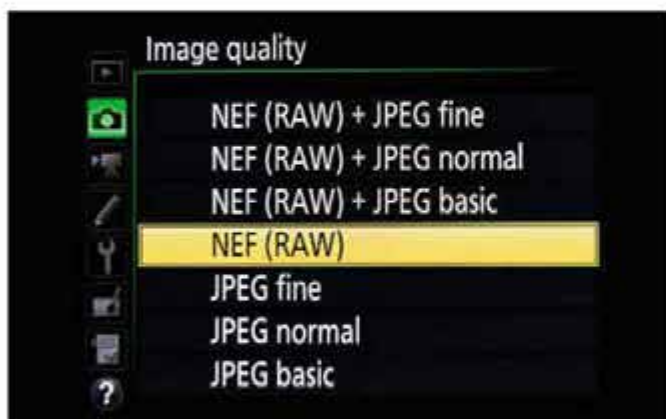 Image quality
NEF (RAW) + JPEG fine
NEF (RAW) + JPEG normal
NEF (RAW) + JPEG basic
NEF (RAW)
JPEG fine
JPEG normal
JPEG basic
?